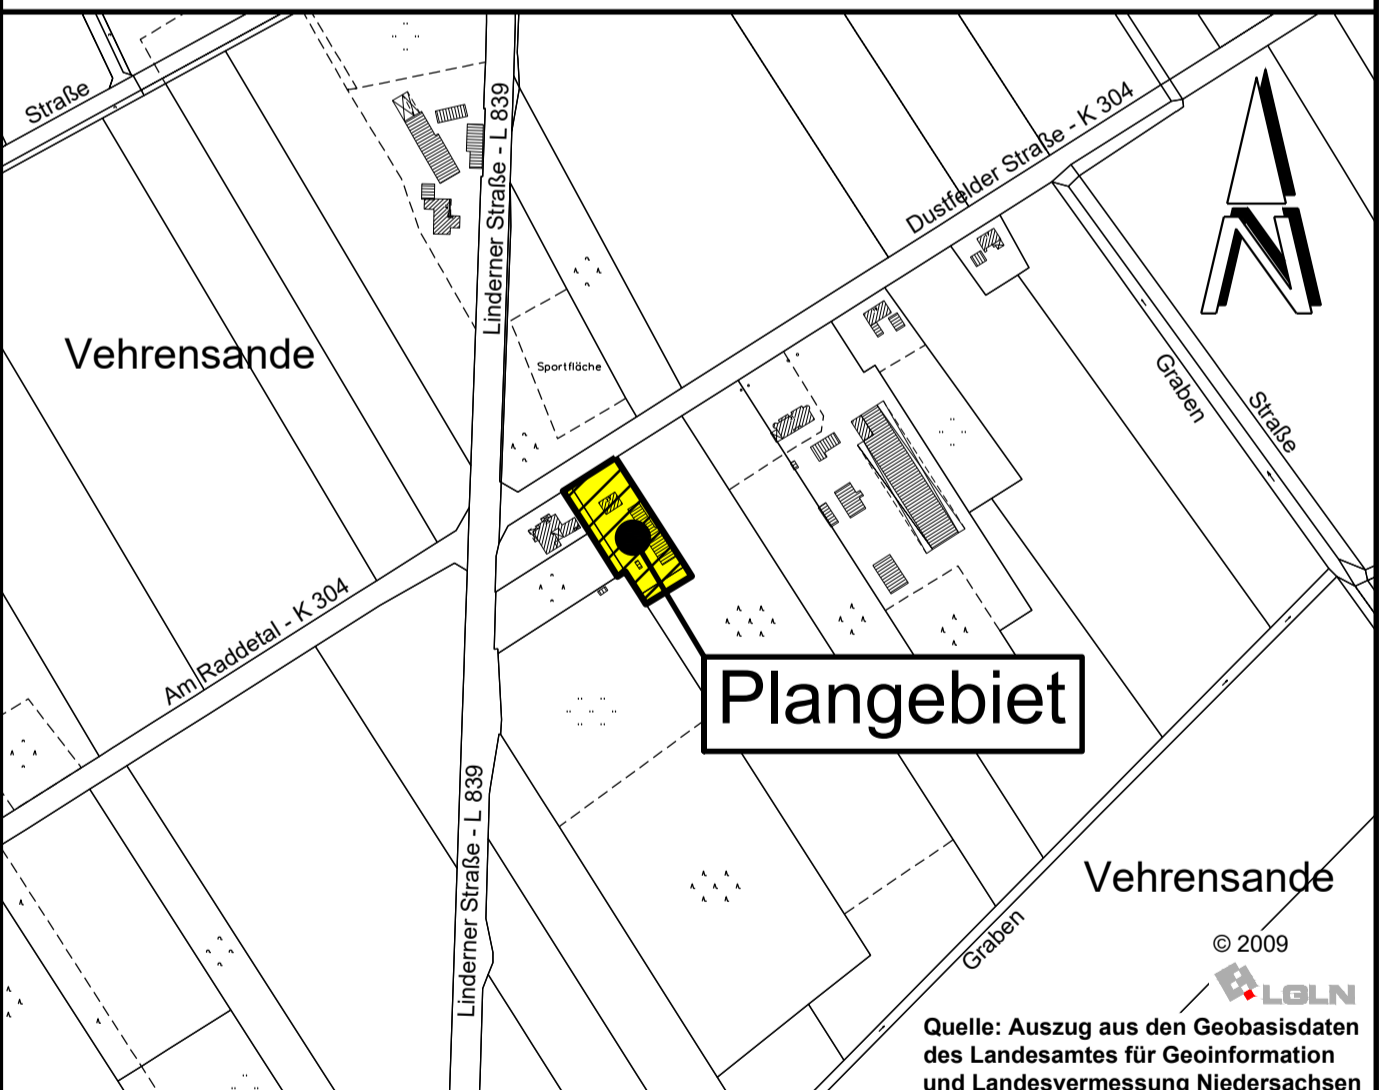 Straße
Linderner Straße - L 839
Dustfelder Straße - K 304
Vehrensande
Sportfläche
Graben
Straße
Am Raddetal - K 304
Plangebiet
Linderner Straße - L 839
Vehrensande
Graben
© 2009
LGLN
Quelle: Auszug aus den Geobasisdaten
des Landesamtes für Geoinformation
und Landesvermessung Niedersachsen
N